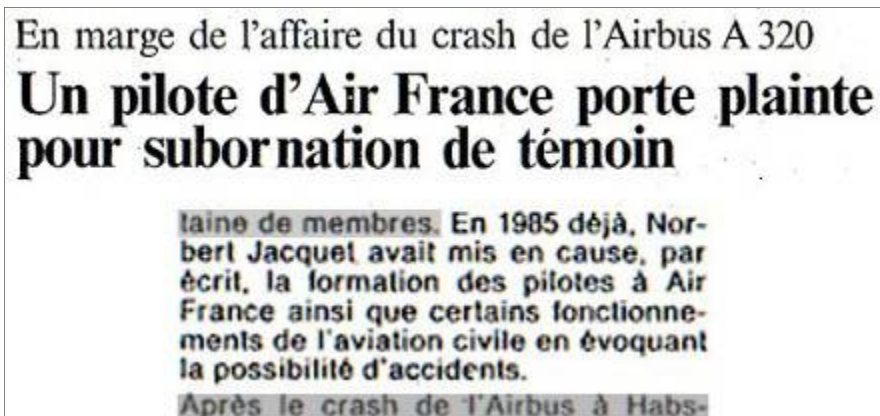 En marge de l'affaire du crash de l'Airbus A 320
Un pilote d'Air France porte plainte
pour subornation de témoin
taine de membres. En 1985 déjà, Nor-
bert Jacquet avait mis en cause, par
écrit, la formation des pilotes à Air
France ainsi que certains fonctionne-
ments de l'aviation civile en évoquant
la possibilité d'accidents.
Après le crash de l'Airbus à Habs-